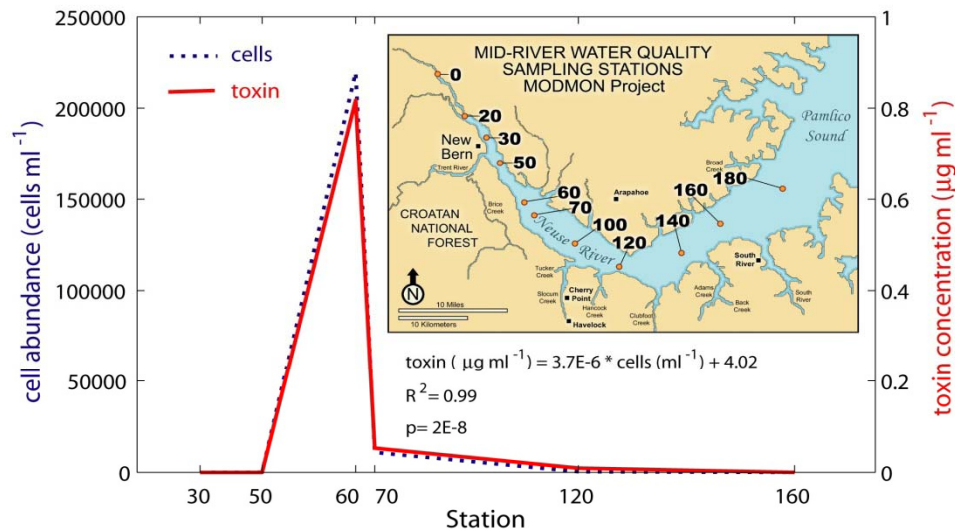 250000
200000
150000
100000
50000
0
cell abundance (cells ml⁻¹)
cells
toxin
MID-RIVER WATER QUALITY
SAMPLING STATIONS
MODMON Project
0
20
30
50
60
70
100
120
140
160
180
New
Bern
Trent River
Brice
Creek
CROATAN
NATIONAL
FOREST
Neuse River
Arapahoe
Broad
Creek
Pamlico
Sound
Tucker
Creek
Slocum
Creek
Cherry
Point
Hancock
Creek
Havelock
Clubfoot
Creek
Adams
Creek
Back
Creek
South
River
South
River
N
10 Miles
10 Kilometers
toxin ( µg ml⁻¹) = 3.7E-6 * cells (ml⁻¹) + 4.02
R² = 0.99
p= 2E-8
1
0.8
0.6
0.4
0.2
0
toxin concentration (µg ml⁻¹)
30 50 60 70 120 160
Station